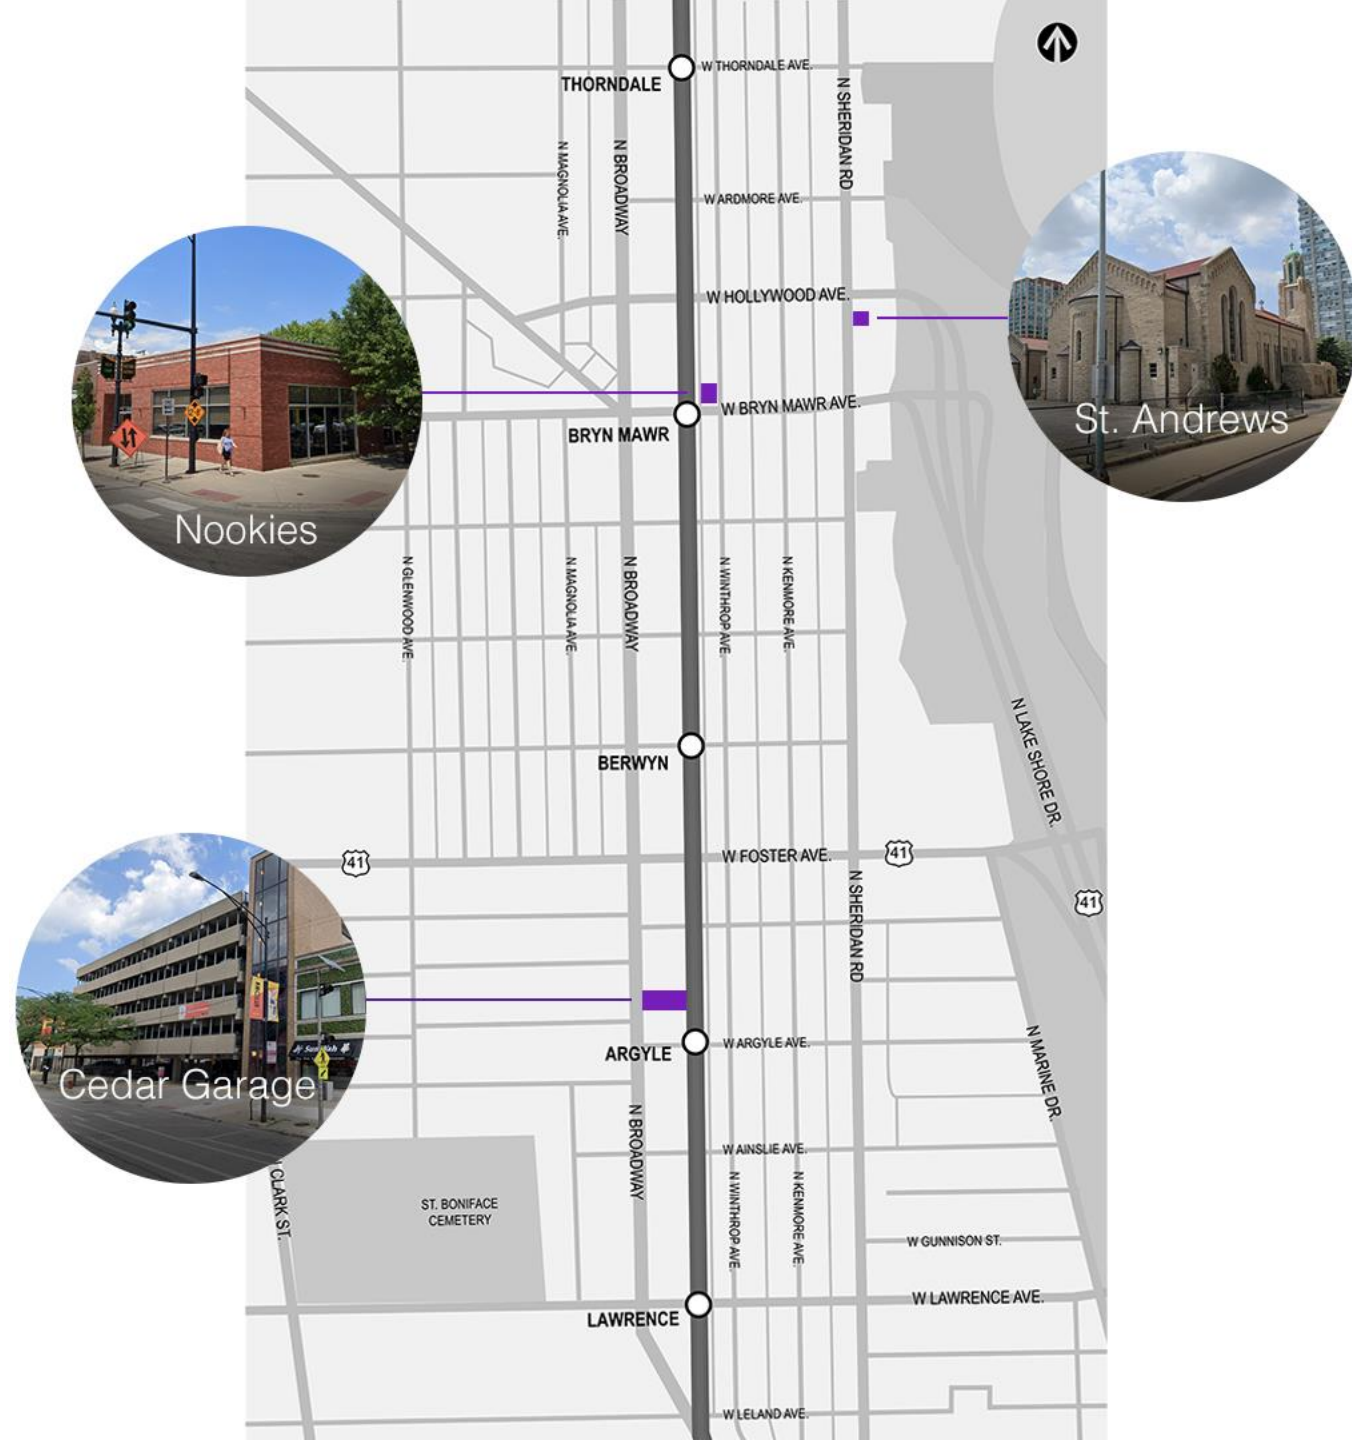 W THORNDALE AVE.
THORNDALE
N SHERIDAN RD
N MAGNOLIA AVE.
N BROADWAY
W ARDMORE AVE.
W HOLLYWOOD AVE.
W BRYN MAWR AVE.
BRYN MAWR
St. Andrews
Nookies
N GLENWOOD AVE.
N MAGNOLIA AVE.
N BROADWAY
N WINTHROP AVE.
N KENMORE AVE.
N LAKE SHORE DR.
BERWYN
41
W FOSTER AVE.
41
41
N SHERIDAN RD
ARGYLE
W ARGYLE AVE.
Cedar Garage
N MARINE DR.
N BROADWAY
W AINSLIE AVE.
CLARK ST.
ST. BONIFACE
CEMETERY
N WINTHROP AVE.
N KENMORE AVE.
W GUNNISON ST.
W LAWRENCE AVE.
LAWRENCE
W LELAND AVE.